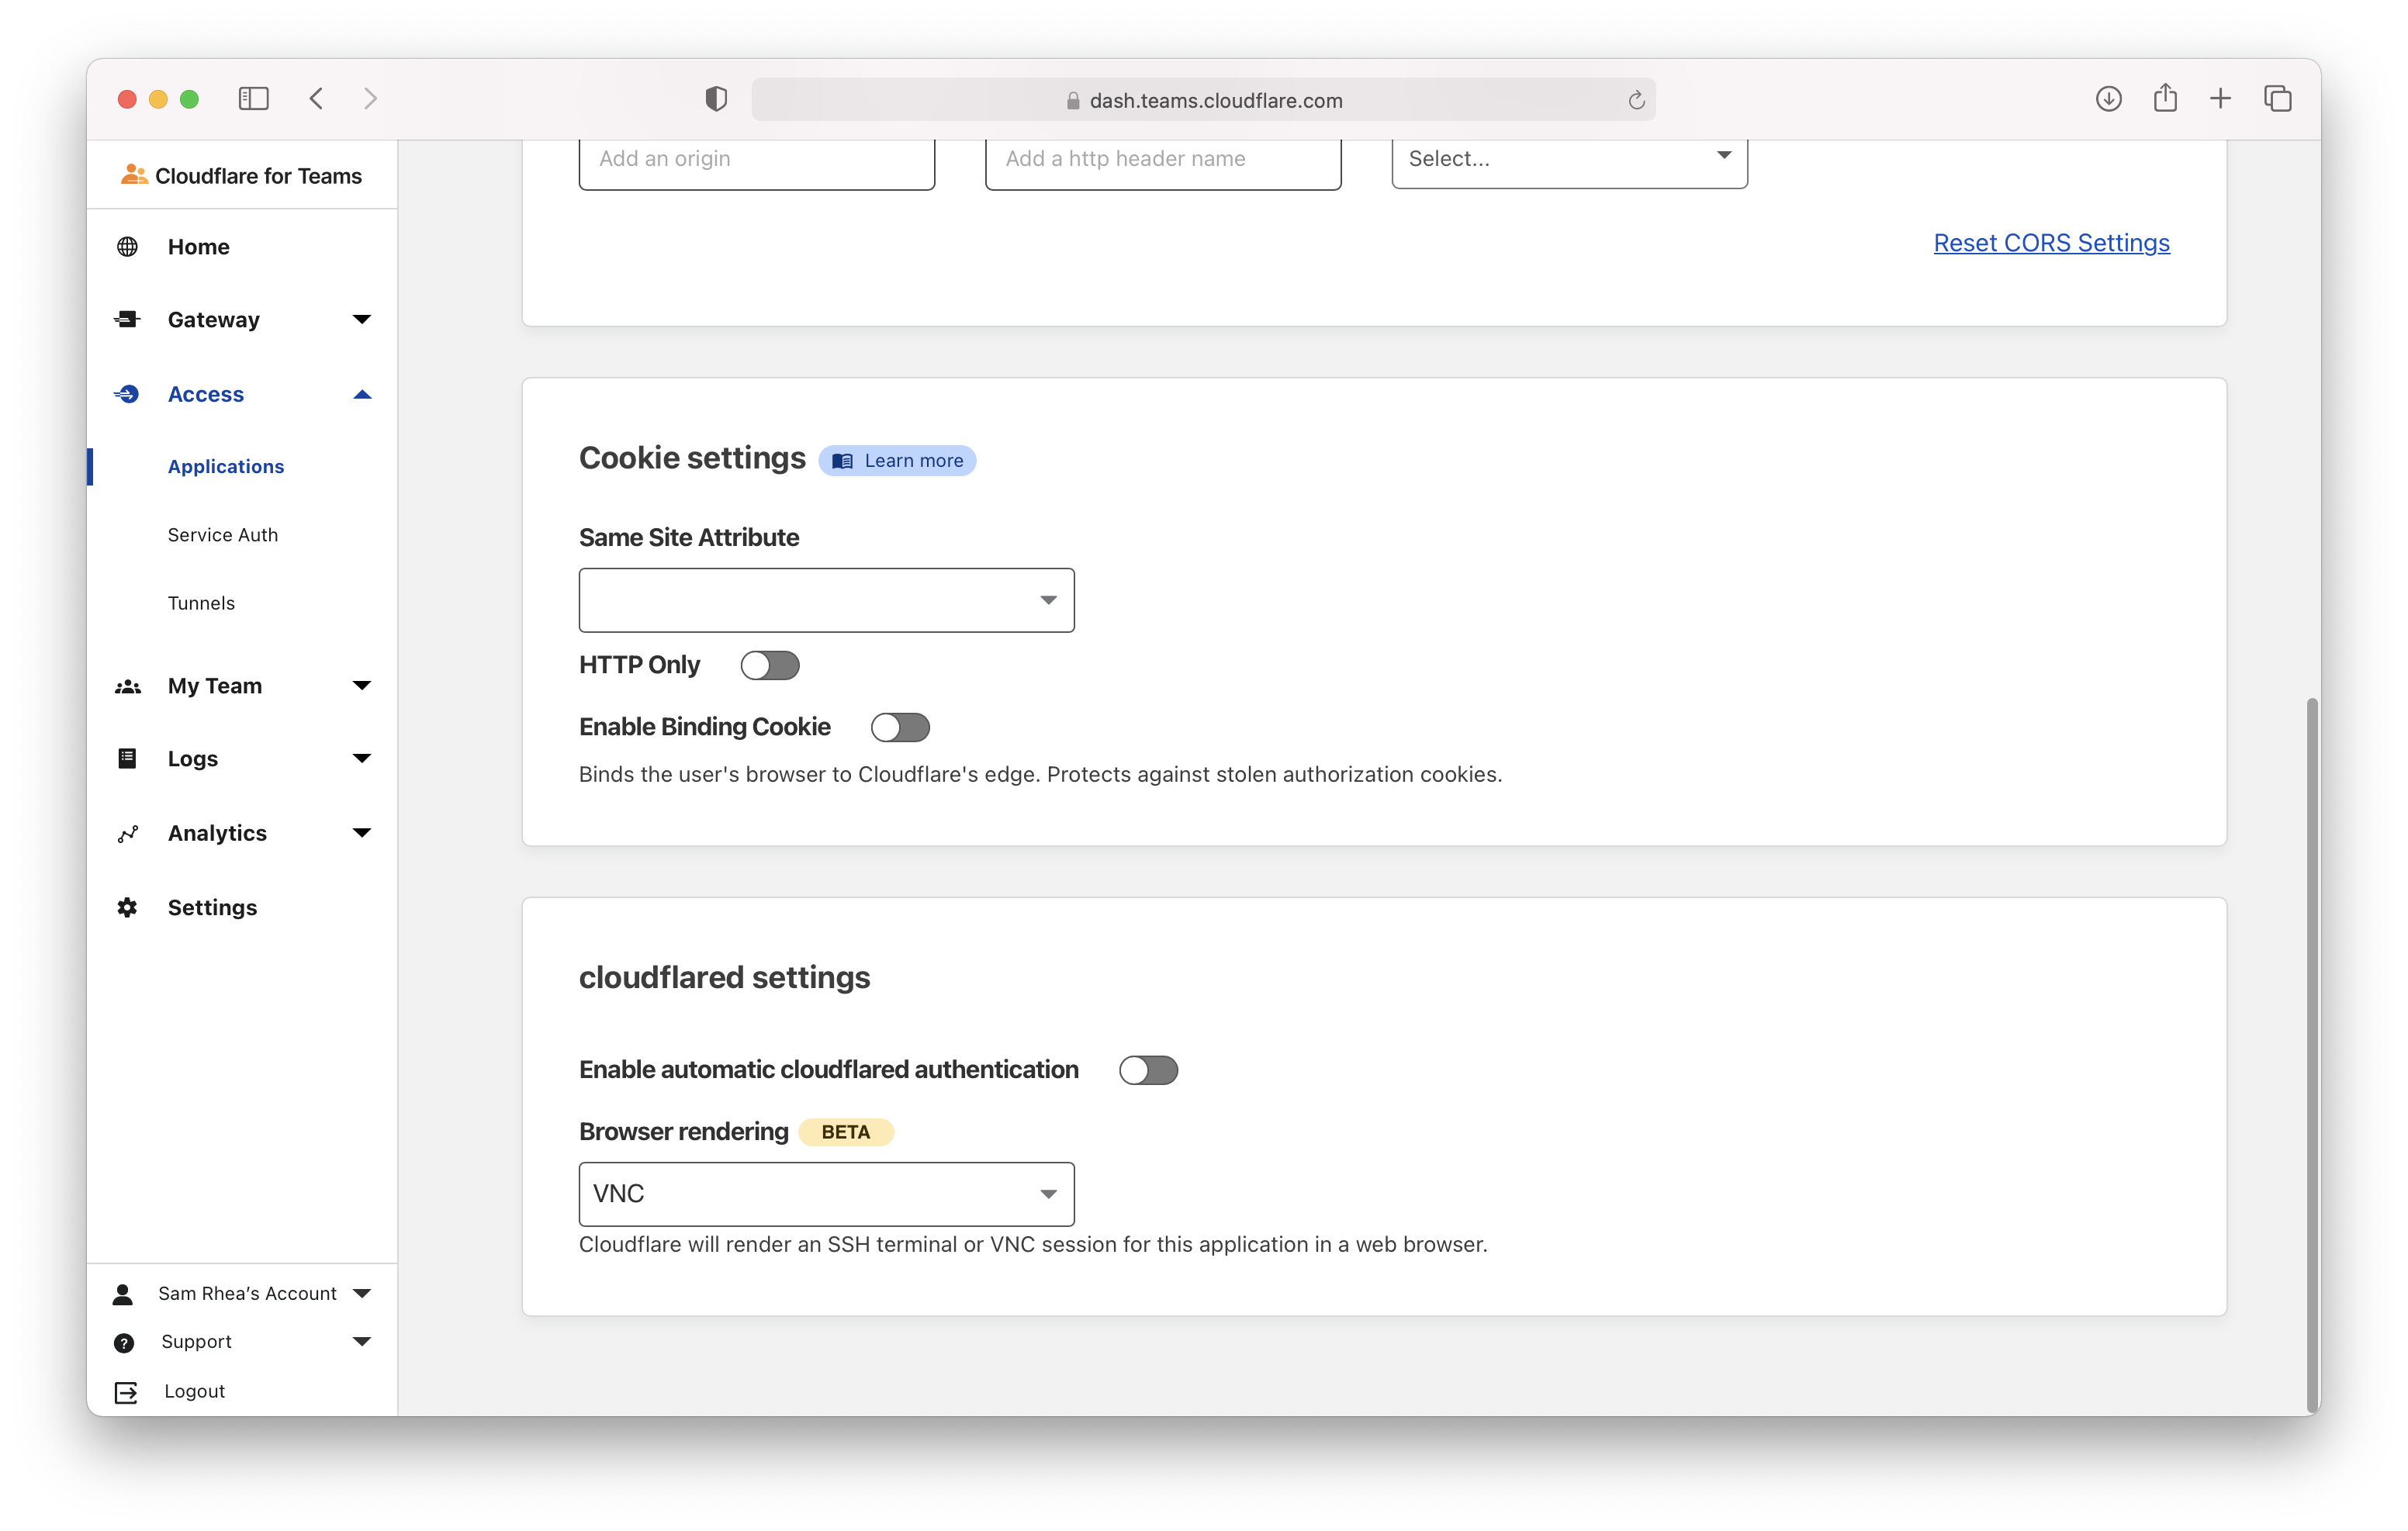 dash.teams.cloudflare.com
Cloudflare for Teams
Home
Gateway
Access
Applications
Service Auth
Tunnels
My Team
Logs
Analytics
Settings
Sam Rhea's Account
Support
Logout
Add an origin
Add a http header name
Select...
Reset CORS Settings
Cookie settings
Learn more
Same Site Attribute
HTTP Only
Enable Binding Cookie
Binds the user's browser to Cloudflare's edge. Protects against stolen authorization cookies.
cloudflared settings
Enable automatic cloudflared authentication
Browser rendering
BETA
VNC
Cloudflare will render an SSH terminal or VNC session for this application in a web browser.